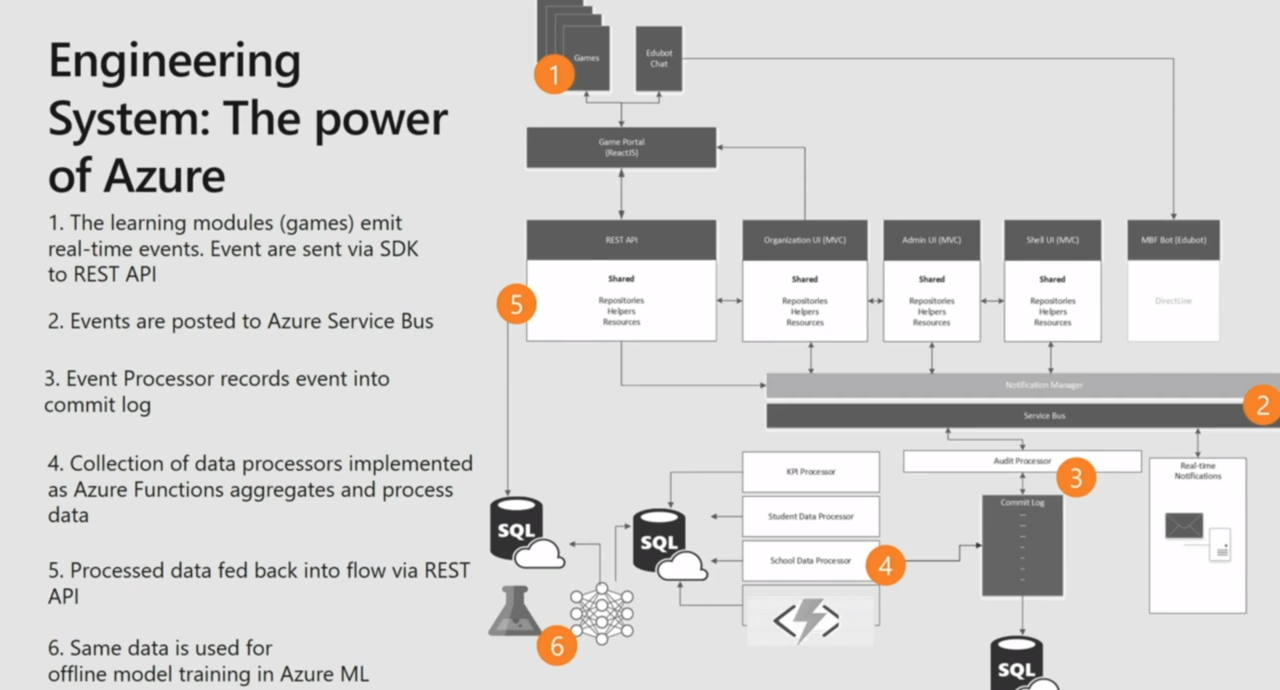 Engineering
System: The power
of Azure
1. The learning modules (games) emit
real-time events. Event are sent via SDK
to REST API
2. Events are posted to Azure Service Bus
3. Event Processor records event into
commit log
4. Collection of data processors implemented
as Azure Functions aggregates and process
data
5. Processed data fed back into flow via REST
API
6. Same data is used for
offline model training in Azure ML
Games
1
Edubot
Chat
Game Portal
(ReactJS)
REST API
Shared
Repositories
Helpers
Resources
5
Organization UI (MVC)
Shared
Repositories
Helpers
Resources
Admin UI (MVC)
Shared
Repositories
Helpers
Resources
Shell UI (MVC)
Shared
Repositories
Helpers
Resources
MBF Bot (Edubot)
DirectLine
Notification Manager
Service Bus
2
KPI Processor
Student Data Processor
School Data Processor
4
Audit Processor
3
Commit Log
Real-time
Notifications
SQL
SQL
6
SQL